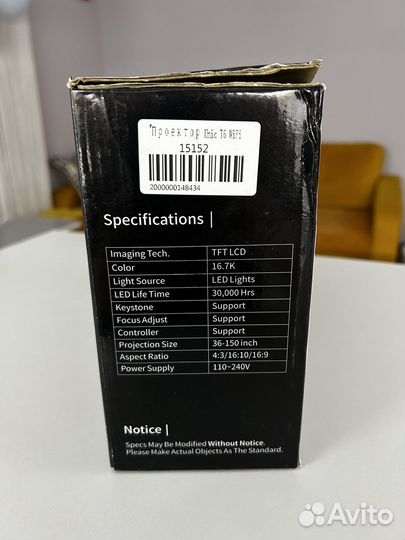 Проектор Unic T6 WIFI
15152
2000000148434
Specifications |
Imaging Tech. TFT LCD
Color 16.7K
Light Source LED Lights
LED Life Time 30,000 Hrs
Keystone Support
Focus Adjust Support
Controller Support
Projection Size 36-150 inch
Aspect Ratio 4:3/16:10/16:9
Power Supply 110~240V
Notice |
Specs May Be Modified Without Notice.
Please Make Actual Objects As The Standard.
Avito